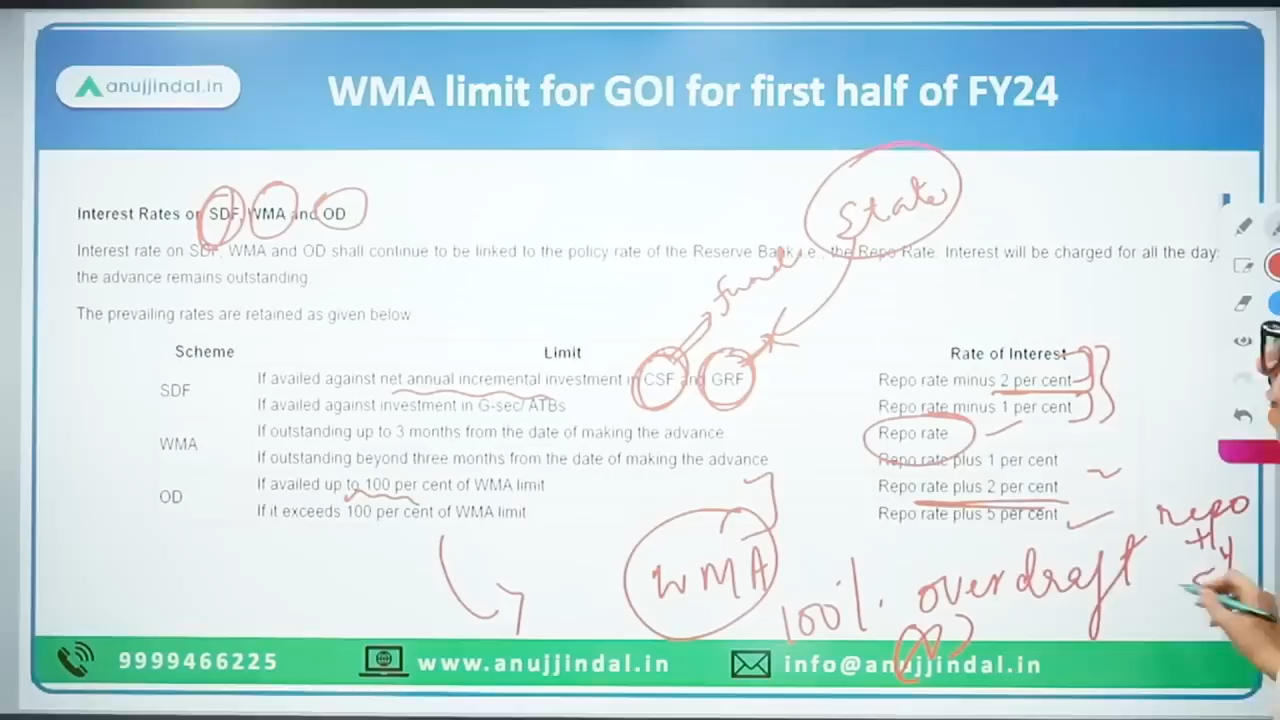 anujjindal.in
WMA limit for GOI for first half of FY24
State
Interest Rates on SDF, WMA and OD
Interest rate on SDF, WMA and OD shall continue to be linked to the policy rate of the Reserve Bank i.e., the Repo Rate. Interest will be charged for all the day
the advance remains outstanding
Fund
The prevailing rates are retained as given below
Scheme Limit Rate of Interest
SDF
If availed against net annual incremental investment in CSF and GRF Repo rate minus 2 per cent
If availed against investment in G-sec/ ATBs Repo rate minus 1 per cent
WMA
If outstanding up to 3 months from the date of making the advance Repo rate
If outstanding beyond three months from the date of making the advance Repo rate plus 1 per cent
OD
If availed up to 100 per cent of WMA limit Repo rate plus 2 per cent
If it exceeds 100 per cent of WMA limit Repo rate plus 5 per cent
repo
WMA 100% overdraft
9999466225 www.anujjindal.in info@anujjindal.in